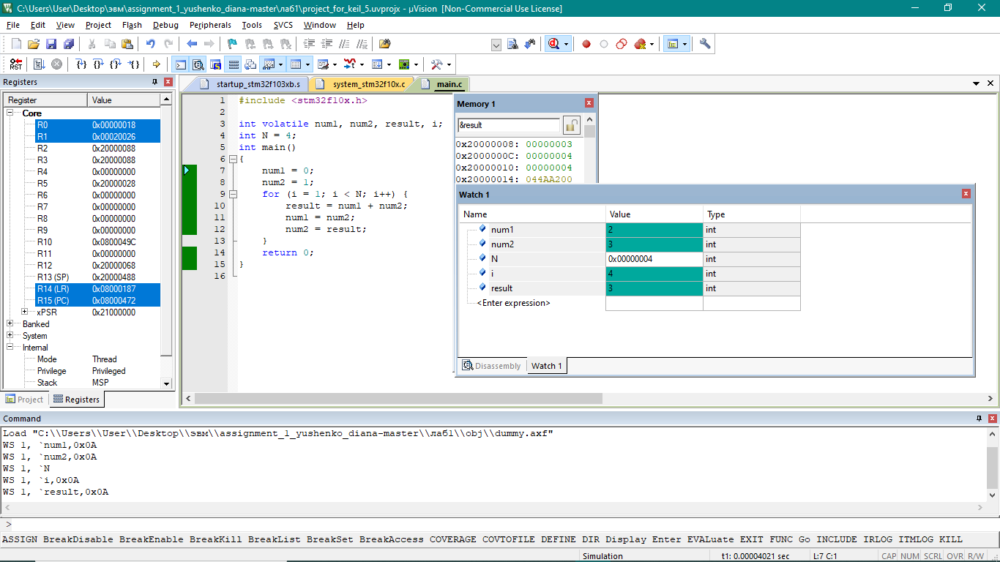 C:\Users\User\Desktop\эвм\assignment_1_yushenko_diana-master\лаб1\project_for_keil_5.uvprojx - µVision [Non-Commercial Use License]
File Edit View Project Flash Debug Peripherals Tools SVCS Window Help
RST
Registers
Register Value
Core
R0 0x00000018
R1 0x00020026
R2 0x20000088
R3 0x20000088
R4 0x00000000
R5 0x20000028
R6 0x00000000
R7 0x00000000
R8 0x00000000
R9 0x00000000
R10 0x0800049C
R11 0x00000000
R12 0x20000068
R13 (SP) 0x20000488
R14 (LR) 0x08000187
R15 (PC) 0x08000472
xPSR 0x21000000
Banked
System
Internal
Mode Thread
Privilege Privileged
Stack MSP
Project Registers
startup_stm32f103xb.s system_stm32f10x.c main.c
1 #include <stm32f10x.h>
2
3 int volatile num1, num2, result, i;
4 int N = 4;
5 int main()
6 {
7 num1 = 0;
8 num2 = 1;
9 for (i = 1; i < N; i++) {
10 result = num1 + num2;
11 num1 = num2;
12 num2 = result;
13 }
14 return 0;
15 }
16
Memory 1
&result
0x20000008: 00000003
0x2000000C: 00000004
0x20000010: 00000004
0x20000014: 044AA200
Watch 1
Name Value Type
num1 2 int
num2 3 int
N 0x00000004 int
i 4 int
result 3 int
<Enter expression>
Disassembly Watch 1
Command
Load "C:\\Users\\User\\Desktop\\эвм\\assignment_1_yushenko_diana-master\\лаб1\\obj\\dummy.axf"
WS 1, `num1,0x0A
WS 1, `num2,0x0A
WS 1, `N
WS 1, `i,0x0A
WS 1, `result,0x0A
>
ASSIGN BreakDisable BreakEnable BreakKill BreakList BreakSet BreakAccess COVERAGE COVTOFILE DEFINE DIR Display Enter EVALuate EXIT FUNC Go INCLUDE IRLOG ITMLOG KILL
Simulation t1: 0.00004021 sec L:7 C:1 CAP NUM SCRL OVR R/W